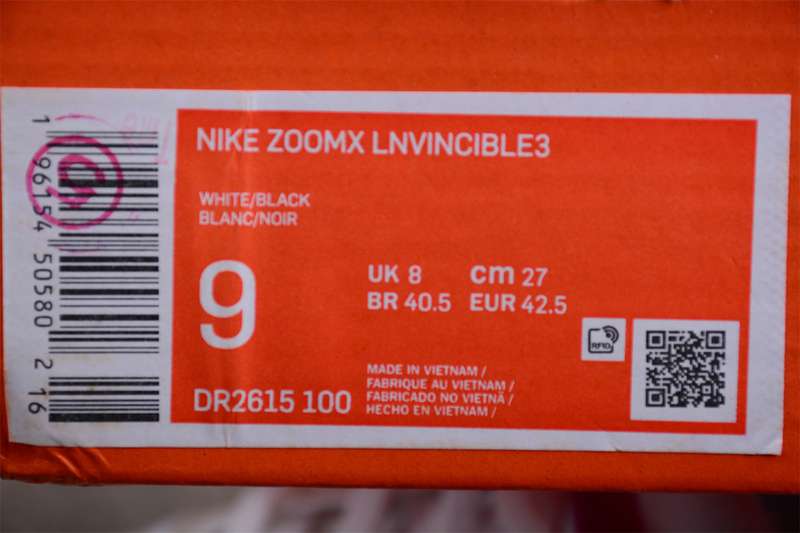 NIKE ZOOMX LNVINCIBLE3
WHITE/BLACK
BLANC/NOIR
9
UK 8 cm 27
BR 40.5 EUR 42.5
RFID
DR2615 100
MADE IN VIETNAM /
FABRIQUE AU VIETNAM /
FABRICADO NO VIETNÃ /
HECHO EN VIETNAM /
1 96154 50580 2 16